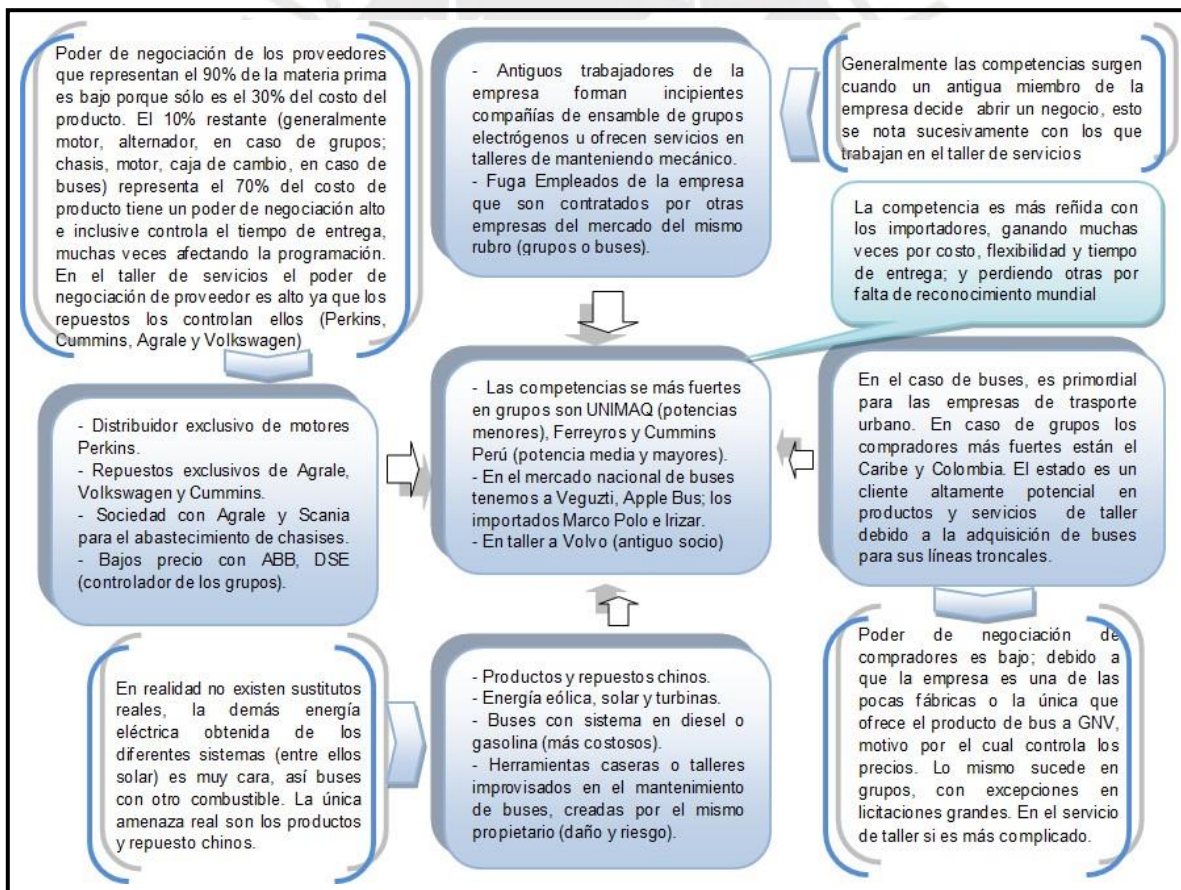 Poder de negociación de los proveedores
que representan el 90% de la materia prima
es bajo porque sólo es el 30% del costo del
producto. El 10% restante (generalmente
motor, alternador, en caso de grupos;
chasis, motor, caja de cambio, en caso de
buses) representa el 70% del costo de
producto tiene un poder de negociación alto
e inclusive controla el tiempo de entrega,
muchas veces afectando la programación.
En el taller de servicios el poder de
negociación de proveedor es alto ya que los
repuestos los controlan ellos (Perkins,
Cummins, Agrale y Volkswagen)
- Antiguos trabajadores de la
empresa forman incipientes
compañías de ensamble de grupos
electrógenos u ofrecen servicios en
talleres de manteniendo mecánico.
- Fuga Empleados de la empresa
que son contratados por otras
empresas del mercado del mismo
rubro (grupos o buses).
Generalmente las competencias surgen
cuando un antigua miembro de la
empresa decide abrir un negocio, esto
se nota sucesivamente con los que
trabajan en el taller de servicios
La competencia es más reñida con
los importadores, ganando muchas
veces por costo, flexibilidad y tiempo
de entrega; y perdiendo otras por
falta de reconocimiento mundial
- Distribuidor exclusivo de motores
Perkins.
- Repuestos exclusivos de Agrale,
Volkswagen y Cummins.
- Sociedad con Agrale y Scania
para el abastecimiento de chasises.
- Bajos precio con ABB, DSE
(controlador de los grupos).
- Las competencias se más fuertes
en grupos son UNIMAQ (potencias
menores), Ferreyros y Cummins
Perú (potencia media y mayores).
- En el mercado nacional de buses
tenemos a Veguzti, Apple Bus; los
importados Marco Polo e Irizar.
- En taller a Volvo (antiguo socio)
En el caso de buses, es primordial
para las empresas de trasporte
urbano. En caso de grupos los
compradores más fuertes están el
Caribe y Colombia. El estado es un
cliente altamente potencial en
productos y servicios de taller
debido a la adquisición de buses
para sus líneas troncales.
En realidad no existen sustitutos
reales, la demás energía
eléctrica obtenida de los
diferentes sistemas (entre ellos
solar) es muy cara, así buses
con otro combustible. La única
amenaza real son los productos
y repuesto chinos.
- Productos y repuestos chinos.
- Energía eólica, solar y turbinas.
- Buses con sistema en diesel o
gasolina (más costosos).
- Herramientas caseras o talleres
improvisados en el mantenimiento
de buses, creadas por el mismo
propietario (daño y riesgo).
Poder de negociación de
compradores es bajo; debido a
que la empresa es una de las
pocas fábricas o la única que
ofrece el producto de bus a GNV,
motivo por el cual controla los
precios. Lo mismo sucede en
grupos, con excepciones en
licitaciones grandes. En el servicio
de taller si es más complicado.